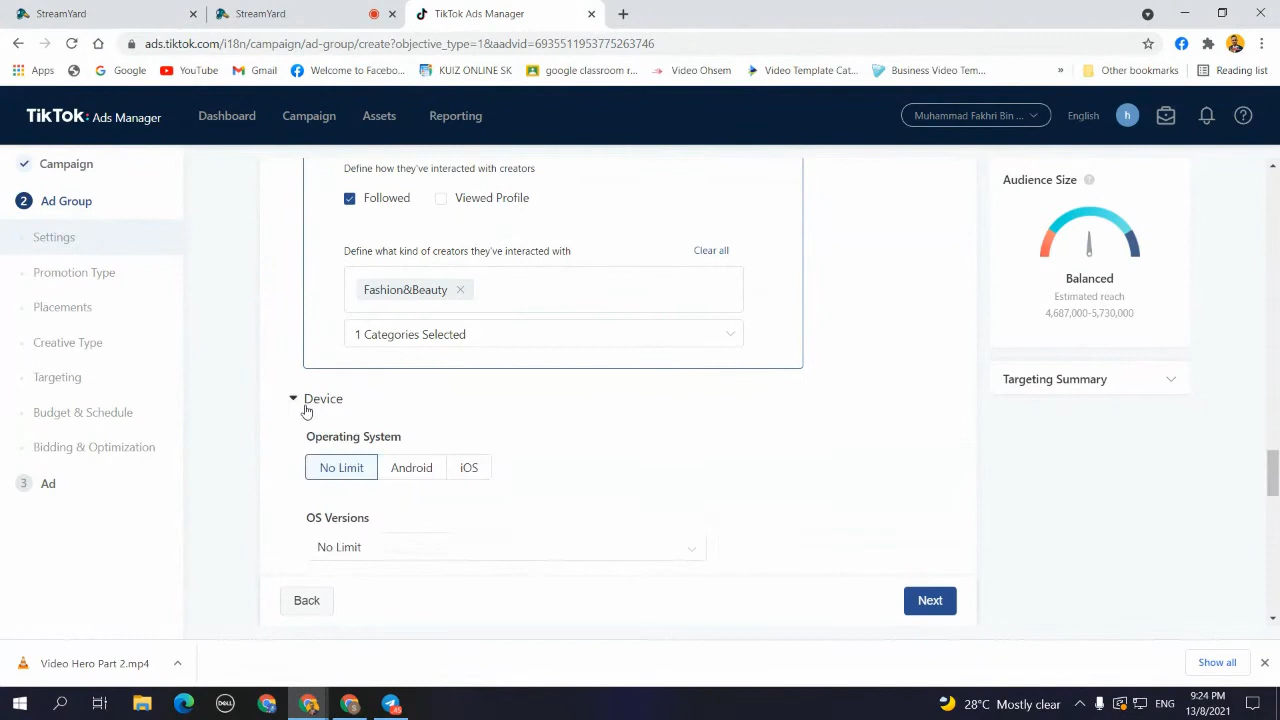 StreamYard
StreamYard
TikTok Ads Manager
ads.tiktok.com/i18n/campaign/ad-group/create?objective_type=1&aadvid=6935511953775263746
Apps
Google
YouTube
Gmail
Welcome to Facebo...
KUIZ ONLINE SK
google classroom r...
Video Ohsem
Video Template Cat...
Business Video Tem...
»
Other bookmarks
Reading list
TikTok: Ads Manager
Dashboard
Campaign
Assets
Reporting
Muhammad Fakhri Bin ...
English
h
Campaign
2 Ad Group
Settings
Promotion Type
Placements
Creative Type
Targeting
Budget & Schedule
Bidding & Optimization
3 Ad
Define how they've interacted with creators
Followed
Viewed Profile
Define what kind of creators they've interacted with
Clear all
Fashion&Beauty
1 Categories Selected
Device
Operating System
No Limit
Android
iOS
OS Versions
No Limit
Back
Next
Audience Size
Balanced
Estimated reach
4,687,000-5,730,000
Targeting Summary
Video Hero Part 2.mp4
Show all
DELL
28°C Mostly clear
ENG
9:24 PM
13/8/2021